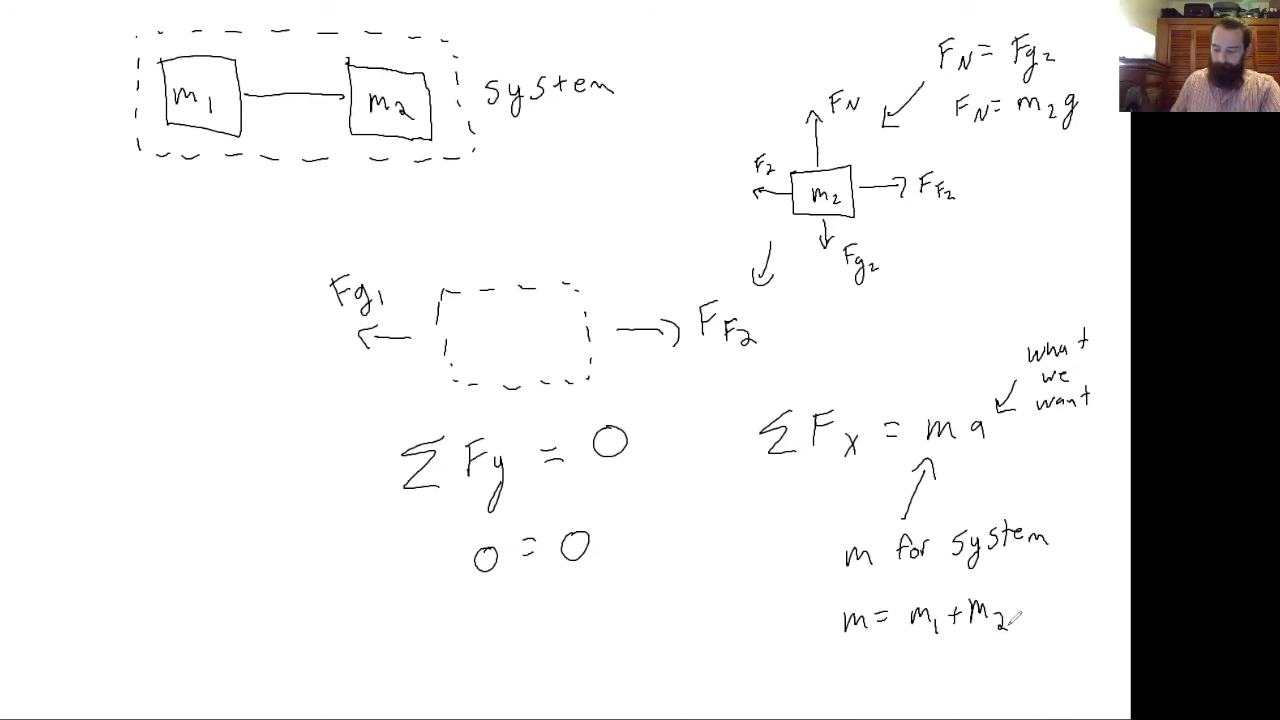 m1
m2
system
FN = Fg2
FN = m2g
FN
F2
m2
FF2
Fg2
Fg1
FF2
ΣFy = 0
0 = 0
what
we
want
ΣFx = ma
m for system
m = m1 + m2